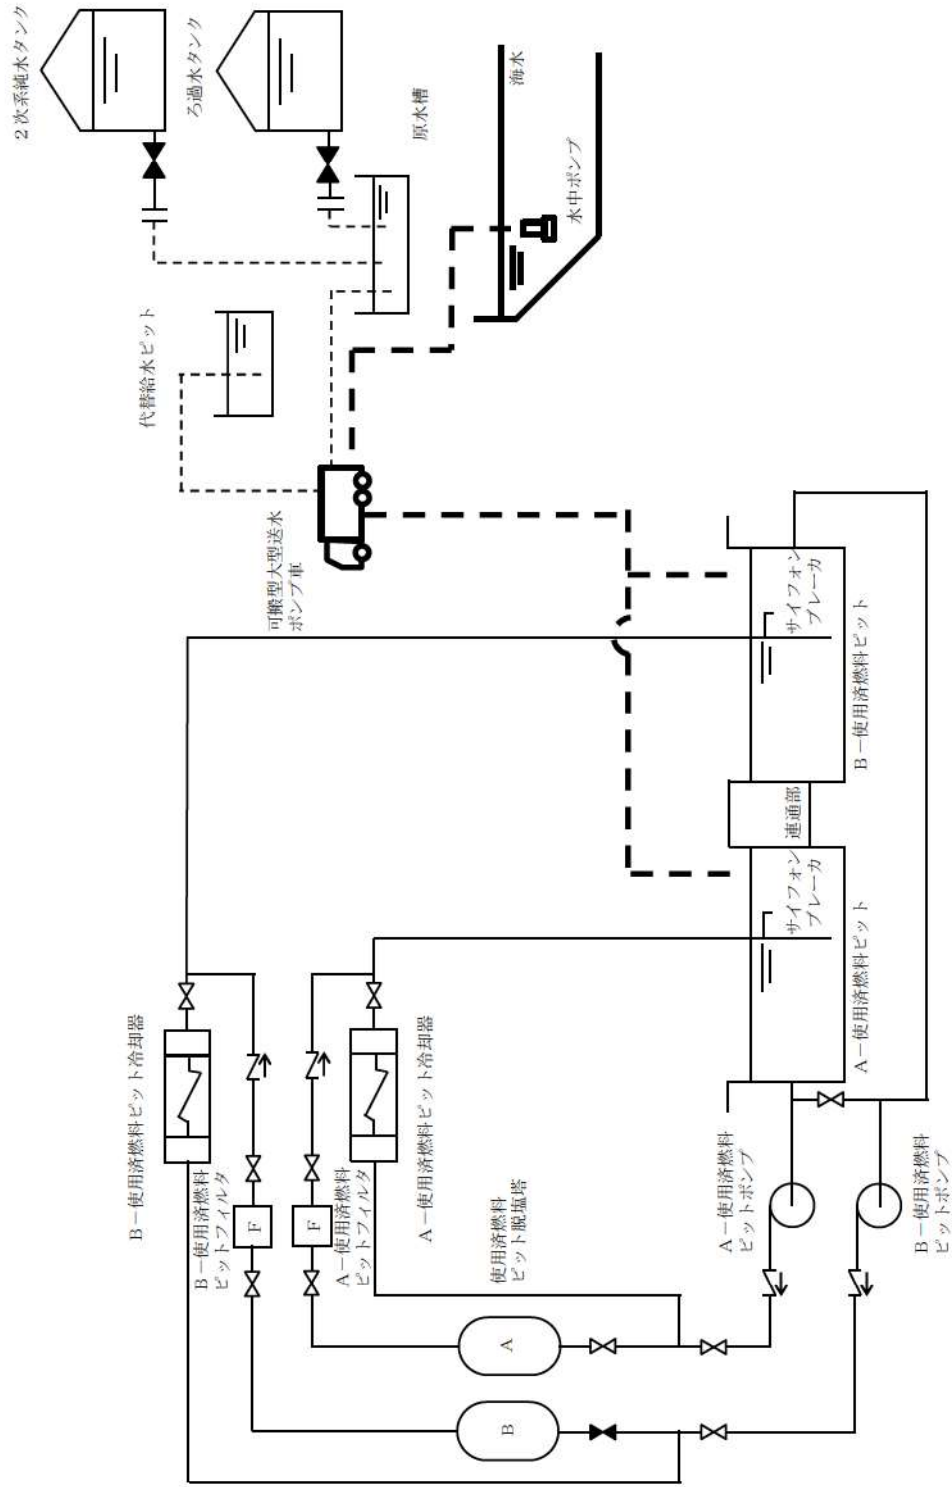 ２次系純水タンク
ろ過水タンク
原水槽
海水
水中ポンプ
代替給水ピット
可搬型大型送水
ポンプ車
サイフォン
ブレーカ
B－使用済燃料ピット
連通部
サイフォン
ブレーカ
A－使用済燃料ピット
B－使用済燃料ピット冷却器
B－使用済燃料
ピットフィルタ
F
F
A－使用済燃料
ピットフィルタ
A－使用済燃料ピット冷却器
使用済燃料
ピット脱塩塔
A
B
A－使用済燃料
ピットポンプ
B－使用済燃料
ピットポンプ